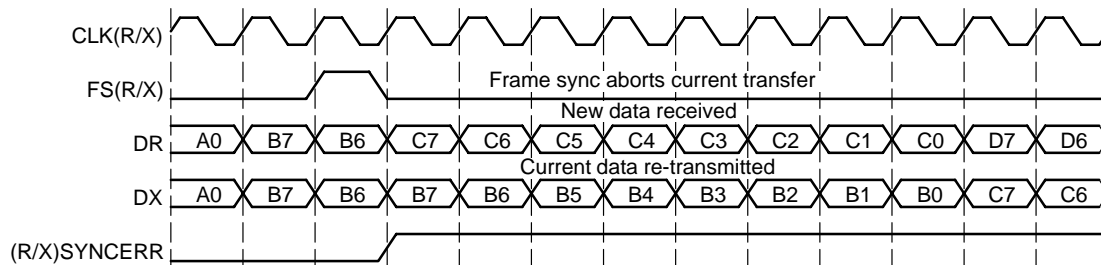 CLK(R/X)
FS(R/X)
Frame sync aborts current transfer
New data received
DR A0 B7 B6 C7 C6 C5 C4 C3 C2 C1 C0 D7 D6
Current data re-transmitted
DX A0 B7 B6 B7 B6 B5 B4 B3 B2 B1 B0 C7 C6
(R/X)SYNCERR